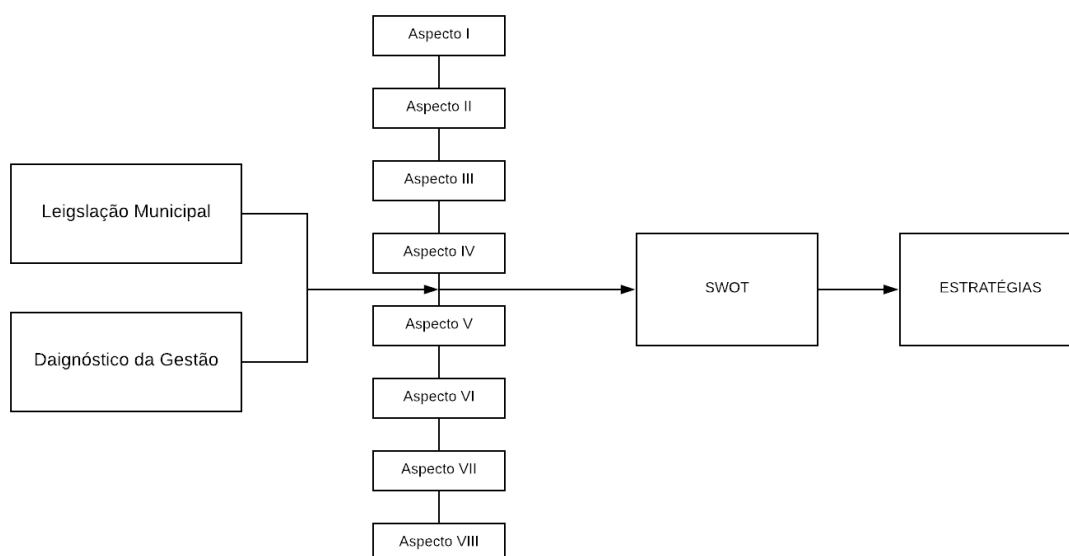 Aspecto I
Aspecto II
Aspecto III
Aspecto IV
Aspecto V
Aspecto VI
Aspecto VII
Aspecto VIII
Leigslação Municipal
Daignóstico da Gestão
SWOT
ESTRATÉGIAS